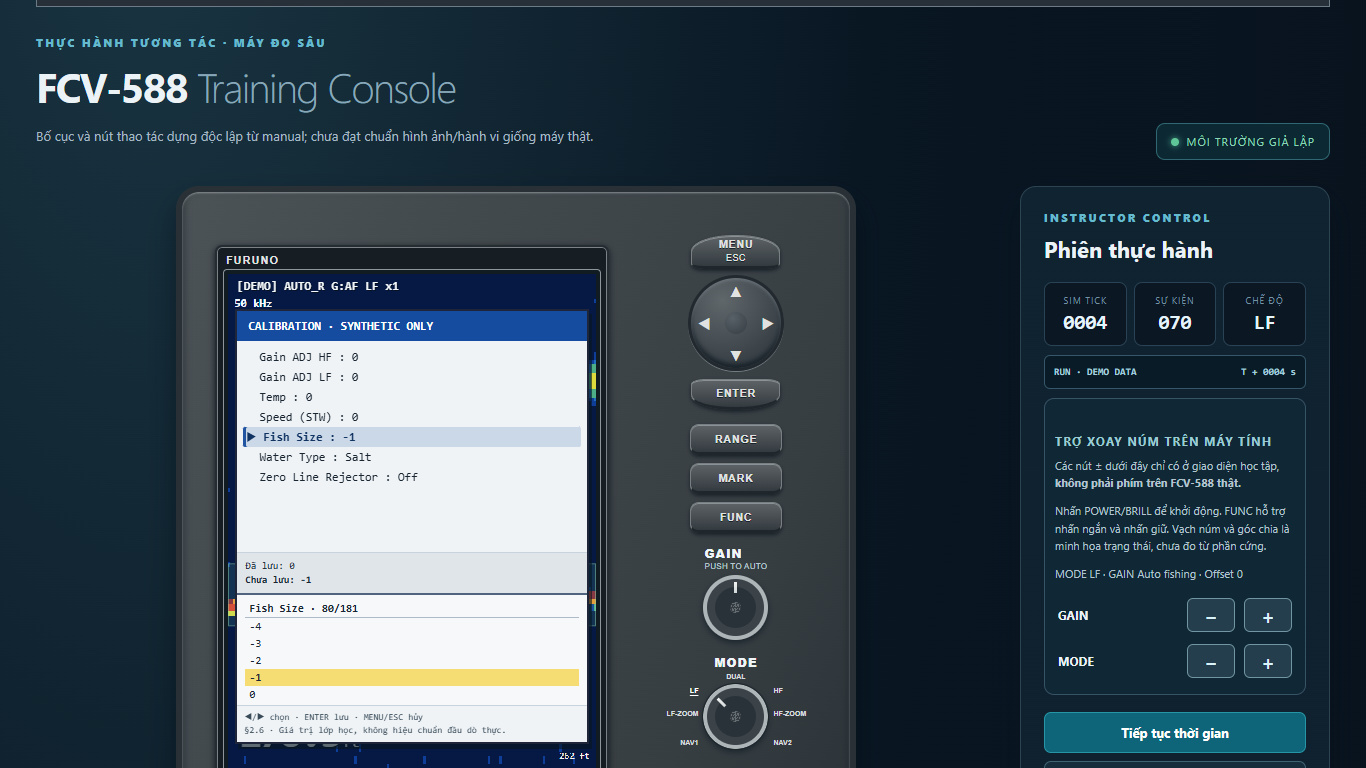 THỰC HÀNH TƯƠNG TÁC · MÁY ĐO SÂU
FCV-588 Training Console
Bố cục và nút thao tác dựng độc lập từ manual; chưa đạt chuẩn hình ảnh/hành vi giống máy thật.
MÔI TRƯỜNG GIẢ LẬP
FURUNO
[DEMO] AUTO_R G:AF LF x1
50 kHz
CALIBRATION · SYNTHETIC ONLY
Gain ADJ HF : 0
Gain ADJ LF : 0
Temp : 0
Speed (STW) : 0
▶ Fish Size : -1
Water Type : Salt
Zero Line Rejector : Off
Đã lưu: 0
Chưa lưu: -1
Fish Size · 80/181
-4
-3
-2
-1
0
◀/▶ chọn · ENTER lưu · MENU/ESC hủy
§2.6 · Giá trị lớp học, không hiệu chuẩn đầu dò thực.
262 ft
MENU
ESC
▲
◀ ▶
▼
ENTER
RANGE
MARK
FUNC
GAIN
PUSH TO AUTO
MODE
DUAL
LF HF
LF-ZOOM HF-ZOOM
NAV1 NAV2
INSTRUCTOR CONTROL
Phiên thực hành
SIM TICK
0004
SỰ KIỆN
070
CHẾ ĐỘ
LF
RUN · DEMO DATA T + 0004 s
TRỢ XOAY NÚM TRÊN MÁY TÍNH
Các nút ± dưới đây chỉ có ở giao diện học tập,
không phải phím trên FCV-588 thật.
Nhấn POWER/BRILL để khởi động. FUNC hỗ trợ
nhấn ngắn và nhấn giữ. Vạch núm và góc chia là
minh họa trạng thái, chưa đo từ phần cứng.
MODE LF · GAIN Auto fishing · Offset 0
GAIN − +
MODE − +
Tiếp tục thời gian